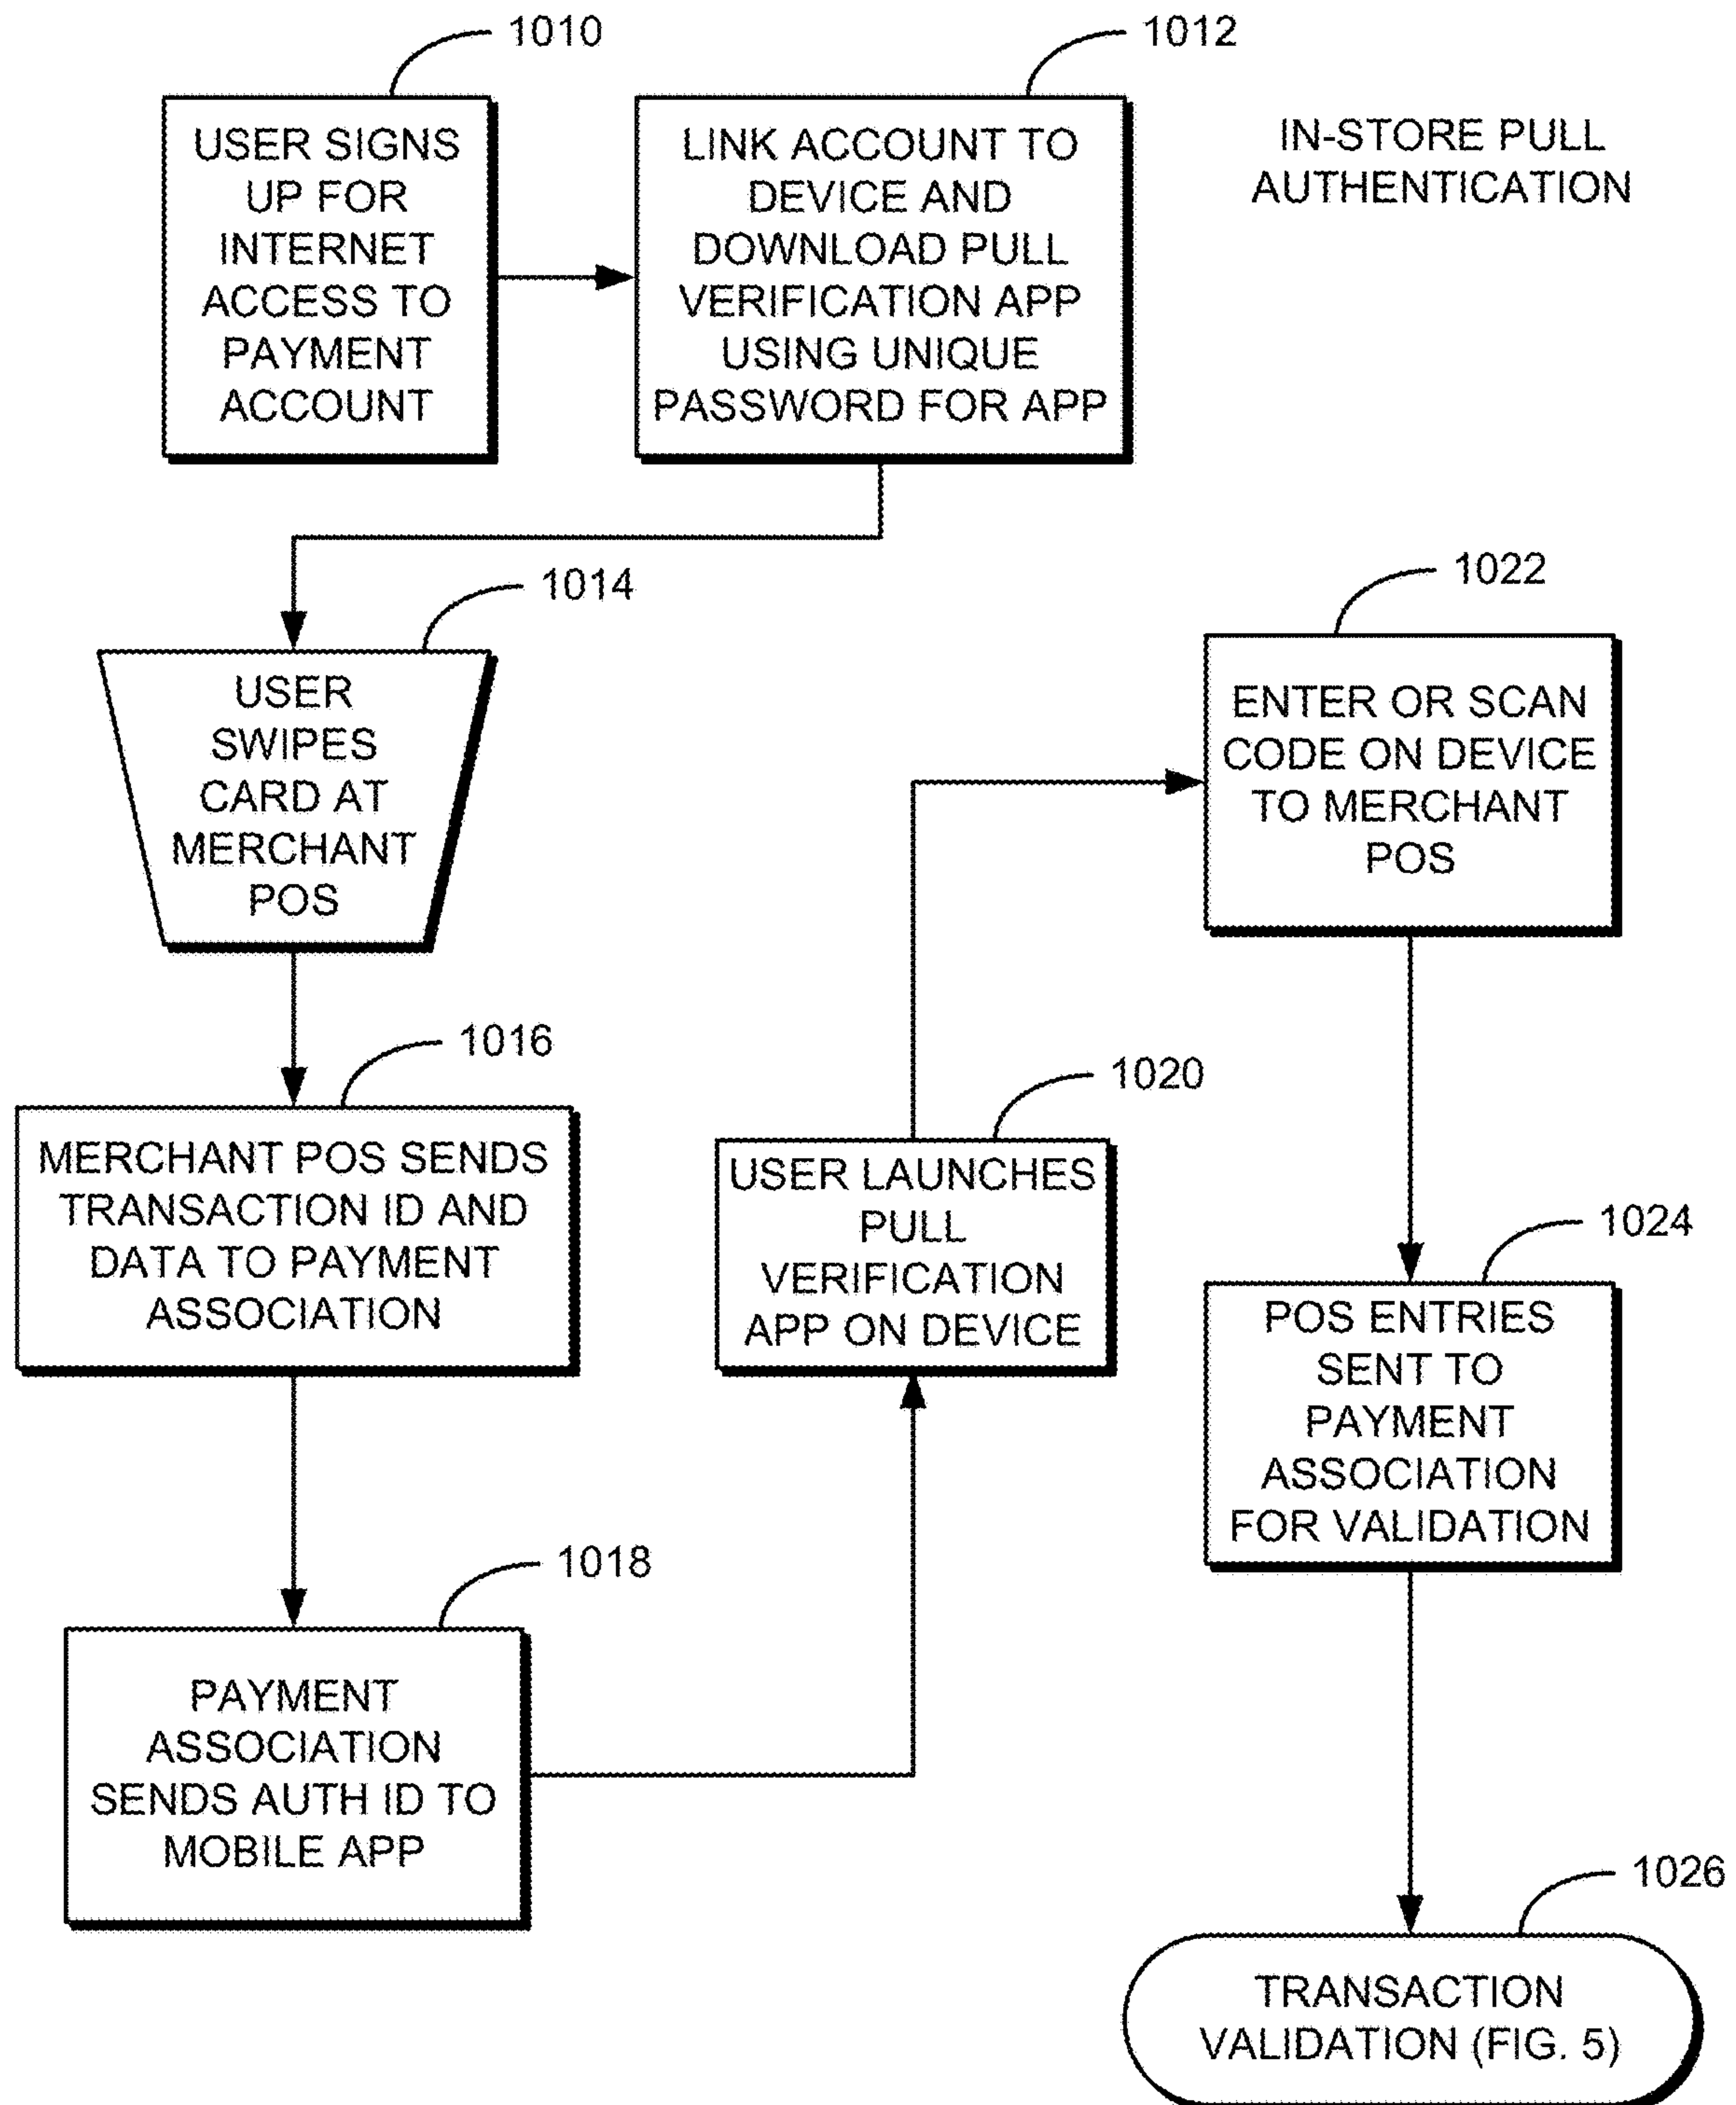 1010
USER SIGNS
UP FOR
INTERNET
ACCESS TO
PAYMENT
ACCOUNT
1012
LINK ACCOUNT TO
DEVICE AND
DOWNLOAD PULL
VERIFICATION APP
USING UNIQUE
PASSWORD FOR APP
IN-STORE PULL
AUTHENTICATION
1014
USER
SWIPES
CARD AT
MERCHANT
POS
1016
MERCHANT POS SENDS
TRANSACTION ID AND
DATA TO PAYMENT
ASSOCIATION
1018
PAYMENT
ASSOCIATION
SENDS AUTH ID TO
MOBILE APP
1020
USER LAUNCHES
PULL
VERIFICATION
APP ON DEVICE
1022
ENTER OR SCAN
CODE ON DEVICE
TO MERCHANT
POS
1024
POS ENTRIES
SENT TO
PAYMENT
ASSOCIATION
FOR VALIDATION
1026
TRANSACTION
VALIDATION (FIG. 5)